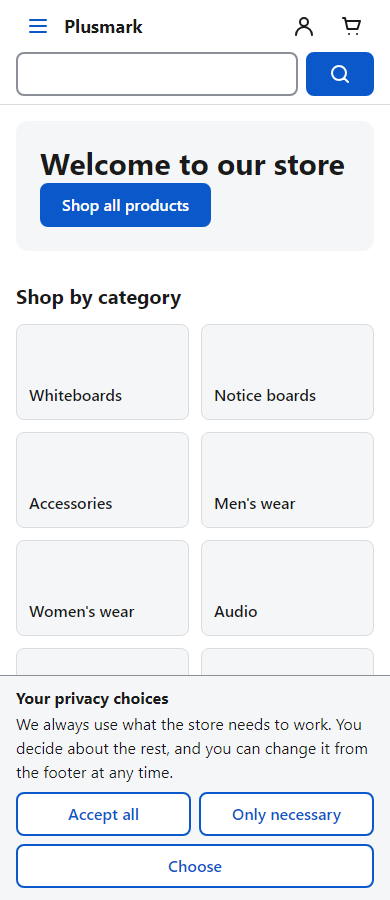 Plusmark
Welcome to our store
Shop all products
Shop by category
Whiteboards
Notice boards
Accessories
Men's wear
Women's wear
Audio
Your privacy choices
We always use what the store needs to work. You
decide about the rest, and you can change it from
the footer at any time.
Accept all
Only necessary
Choose